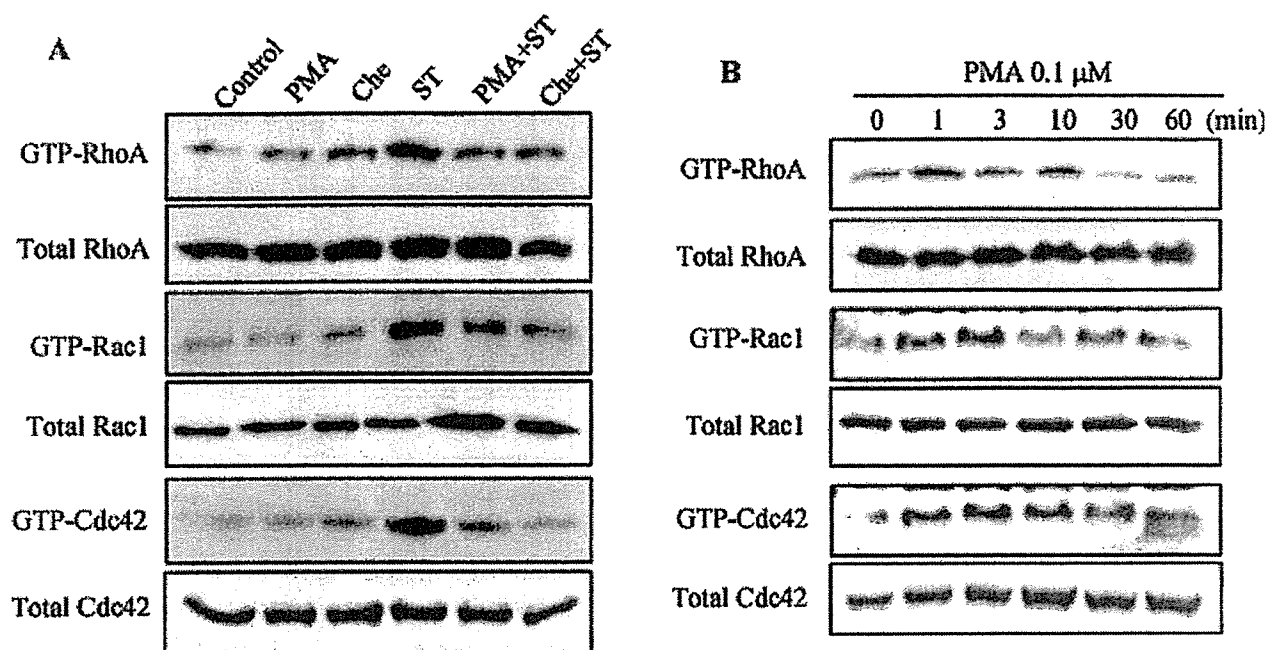 A
Control PMA Che ST PMA+ST Che+ST
GTP-RhoA
Total RhoA
GTP-Rac1
Total Rac1
GTP-Cdc42
Total Cdc42
B
PMA 0.1 μM
0 1 3 10 30 60 (min)
GTP-RhoA
Total RhoA
GTP-Rac1
Total Rac1
GTP-Cdc42
Total Cdc42